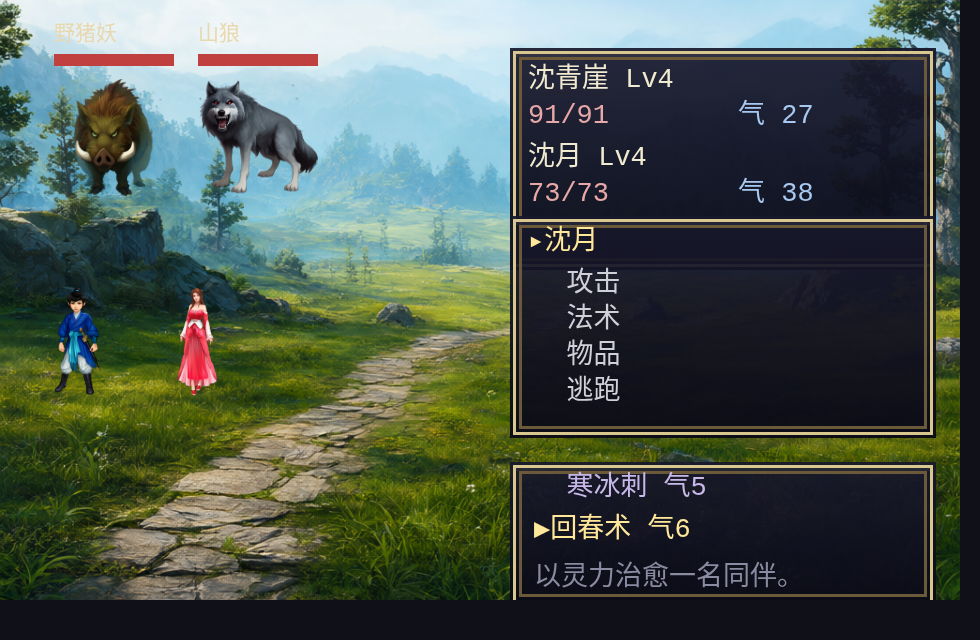 野猪妖 山狼
沈青崖 Lv4
91/91 气 27
沈月 Lv4
73/73 气 38
▸沈月
攻击
法术
物品
逃跑
寒冰刺 气5
▶回春术 气6
以灵力治愈一名同伴。